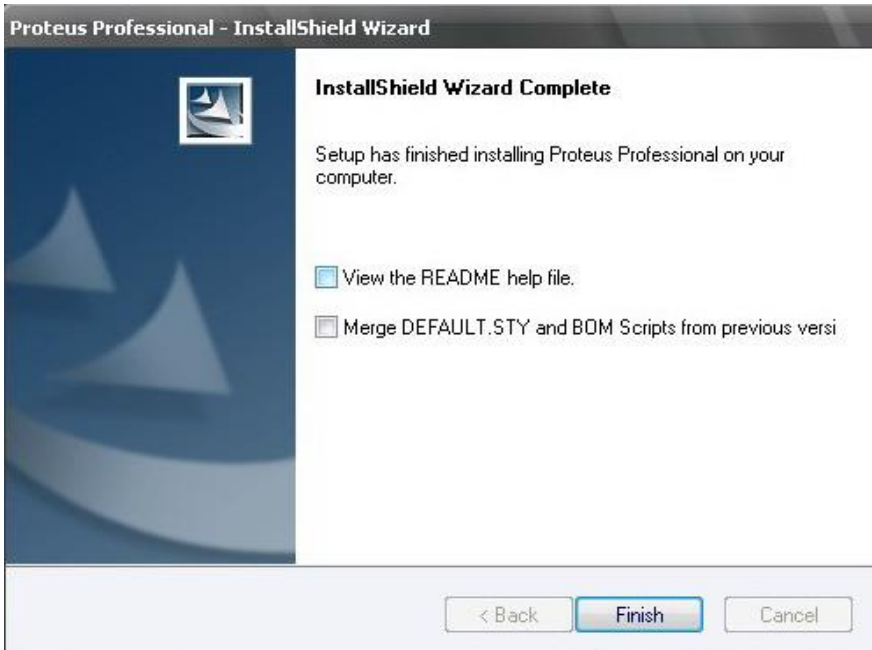 Proteus Professional - InstallShield Wizard
InstallShield Wizard Complete
Setup has finished installing Proteus Professional on your
computer.
View the README help file.
Merge DEFAULT.STY and BOM Scripts from previous versi
< Back
Finish
Cancel